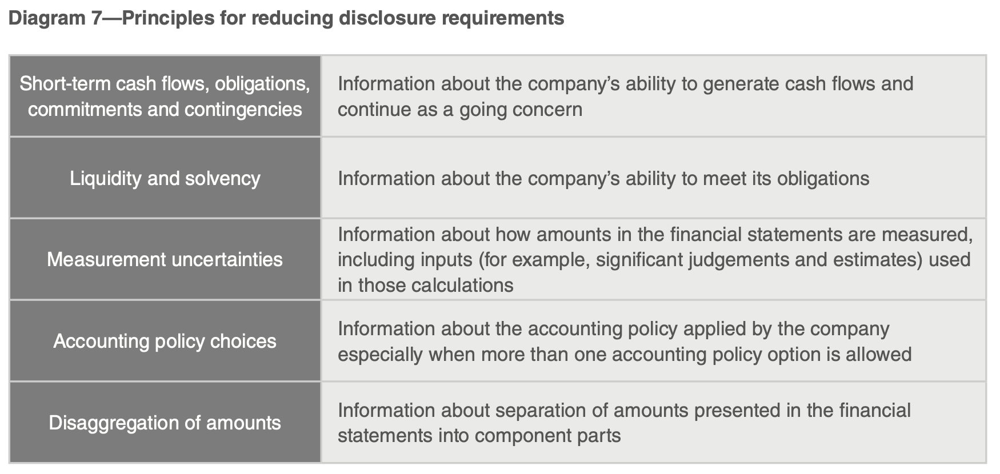 Diagram 7—Principles for reducing disclosure requirements
Short-term cash flows, obligations,
commitments and contingencies
Information about the company’s ability to generate cash flows and
continue as a going concern
Liquidity and solvency
Information about the company’s ability to meet its obligations
Measurement uncertainties
Information about how amounts in the financial statements are measured,
including inputs (for example, significant judgements and estimates) used
in those calculations
Accounting policy choices
Information about the accounting policy applied by the company
especially when more than one accounting policy option is allowed
Disaggregation of amounts
Information about separation of amounts presented in the financial
statements into component parts